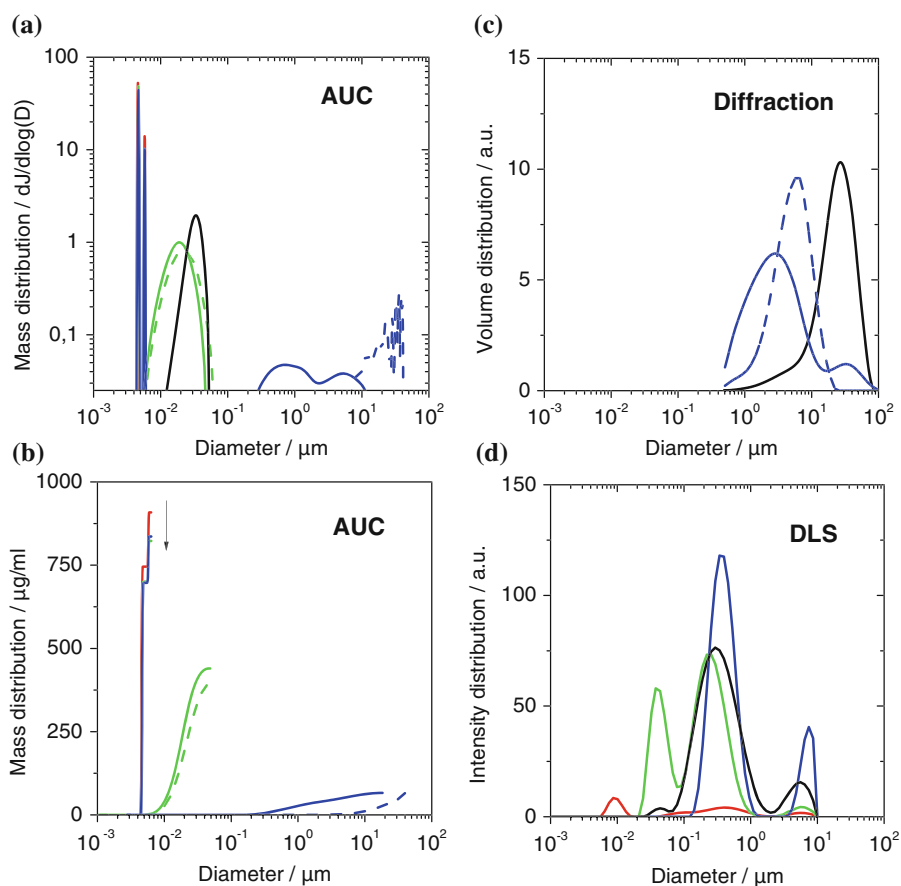 (a)
100
10
1
0.1
Mass distribution / dJ/dlog(D)
AUC
10⁻³ 10⁻² 10⁻¹ 10⁰ 10¹ 10²
Diameter / µm
(c)
15
10
5
0
Volume distribution / a.u.
Diffraction
10⁻³ 10⁻² 10⁻¹ 10⁰ 10¹ 10²
Diameter / µm
(b)
1000
750
500
250
0
Mass distribution / µg/ml
AUC
10⁻³ 10⁻² 10⁻¹ 10⁰ 10¹ 10²
Diameter / µm
(d)
150
100
50
0
Intensity distribution / a.u.
DLS
10⁻³ 10⁻² 10⁻¹ 10⁰ 10¹ 10²
Diameter / µm